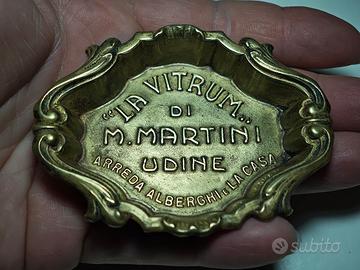 "LA VITRUM„
DI
M. MARTINI
UDINE
ARREDA ALBERGHI e LA CASA
subito